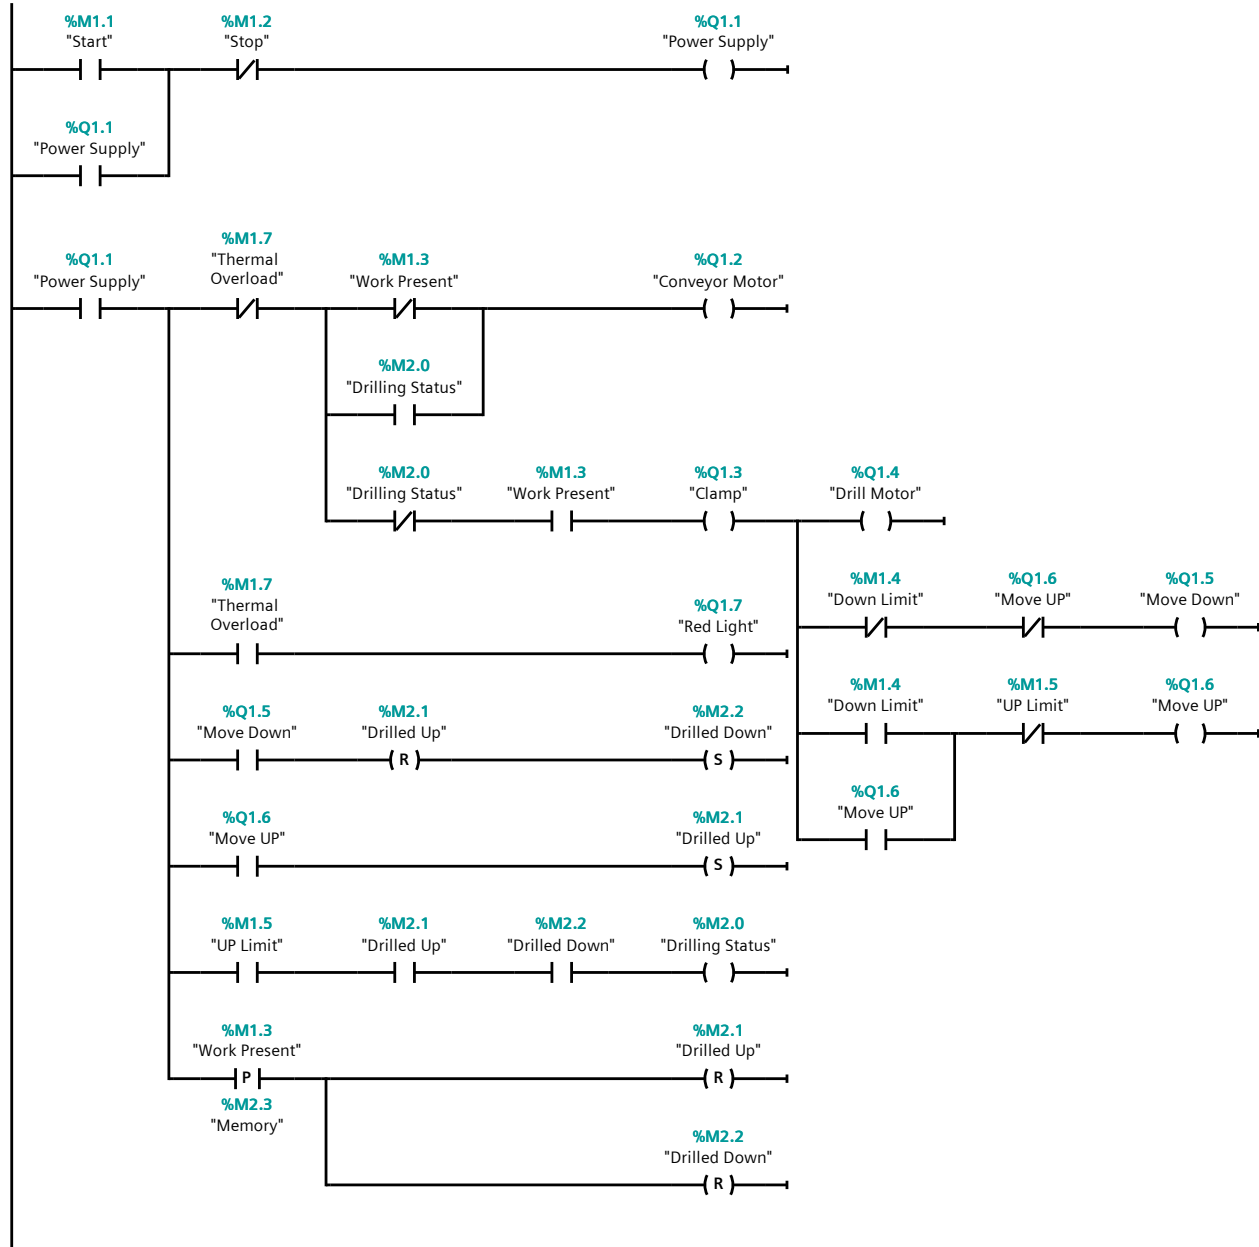 %M1.1
"Start"
%M1.2
"Stop"
%Q1.1
"Power Supply"
%Q1.1
"Power Supply"
%Q1.1
"Power Supply"
%M1.7
"Thermal
Overload"
%M1.3
"Work Present"
%Q1.2
"Conveyor Motor"
%M2.0
"Drilling Status"
%M2.0
"Drilling Status"
%M1.3
"Work Present"
%Q1.3
"Clamp"
%Q1.4
"Drill Motor"
%M1.4
"Down Limit"
%Q1.6
"Move UP"
%Q1.5
"Move Down"
%M1.7
"Thermal
Overload"
%Q1.7
"Red Light"
%M1.4
"Down Limit"
%M1.5
"UP Limit"
%Q1.6
"Move UP"
%Q1.5
"Move Down"
%M2.1
"Drilled Up"
R
%M2.2
"Drilled Down"
S
%Q1.6
"Move UP"
%Q1.6
"Move UP"
%M2.1
"Drilled Up"
S
%M1.5
"UP Limit"
%M2.1
"Drilled Up"
%M2.2
"Drilled Down"
%M2.0
"Drilling Status"
%M1.3
"Work Present"
P
%M2.3
"Memory"
%M2.1
"Drilled Up"
R
%M2.2
"Drilled Down"
R